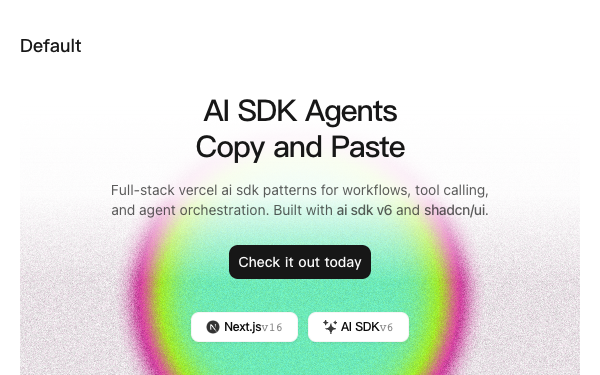 Default
AI SDK Agents
Copy and Paste
Full-stack vercel ai sdk patterns for workflows, tool calling,
and agent orchestration. Built with ai sdk v6 and shadcn/ui.
Check it out today
N Next.js v16
AI SDK v6